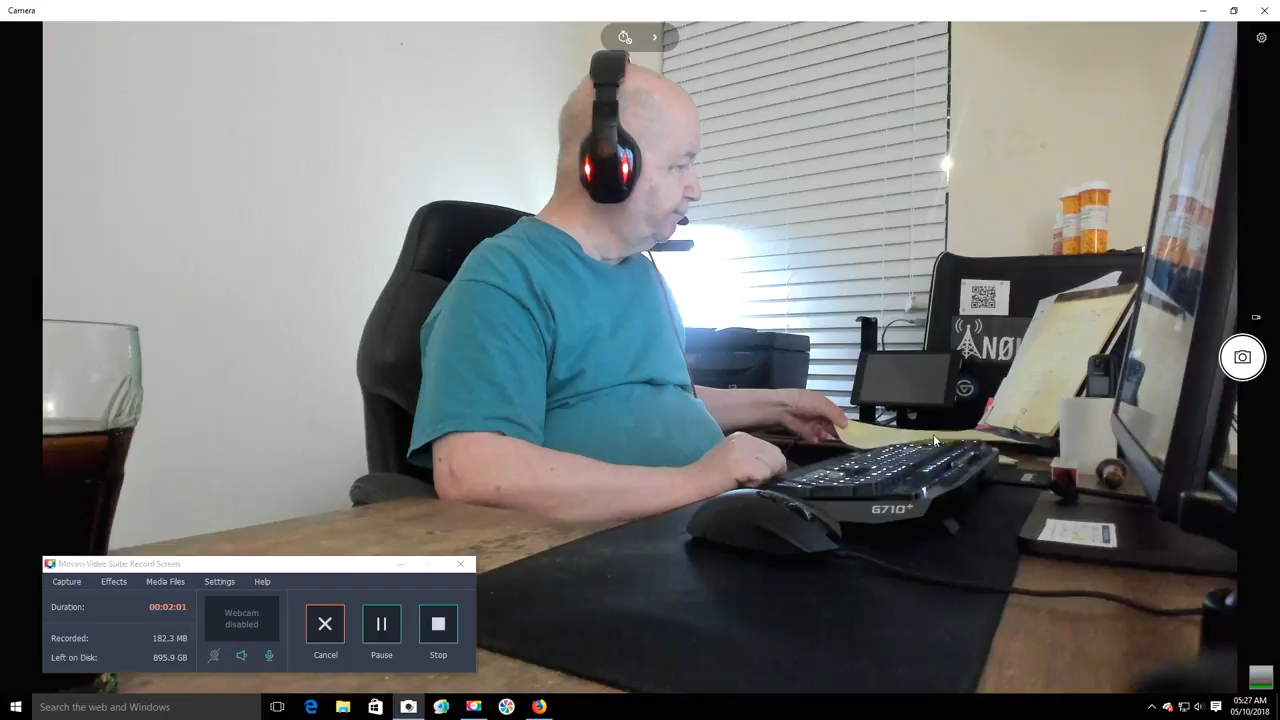 Camera
ANØ
G710+
Movavi Video Suite: Record Screen
Capture Effects Media Files Settings Help
Duration: 00:02:01
Webcam
disabled
Recorded: 182.3 MB
Left on Disk: 895.9 GB
Cancel Pause Stop
Search the web and Windows
05:27 AM
05/10/2018